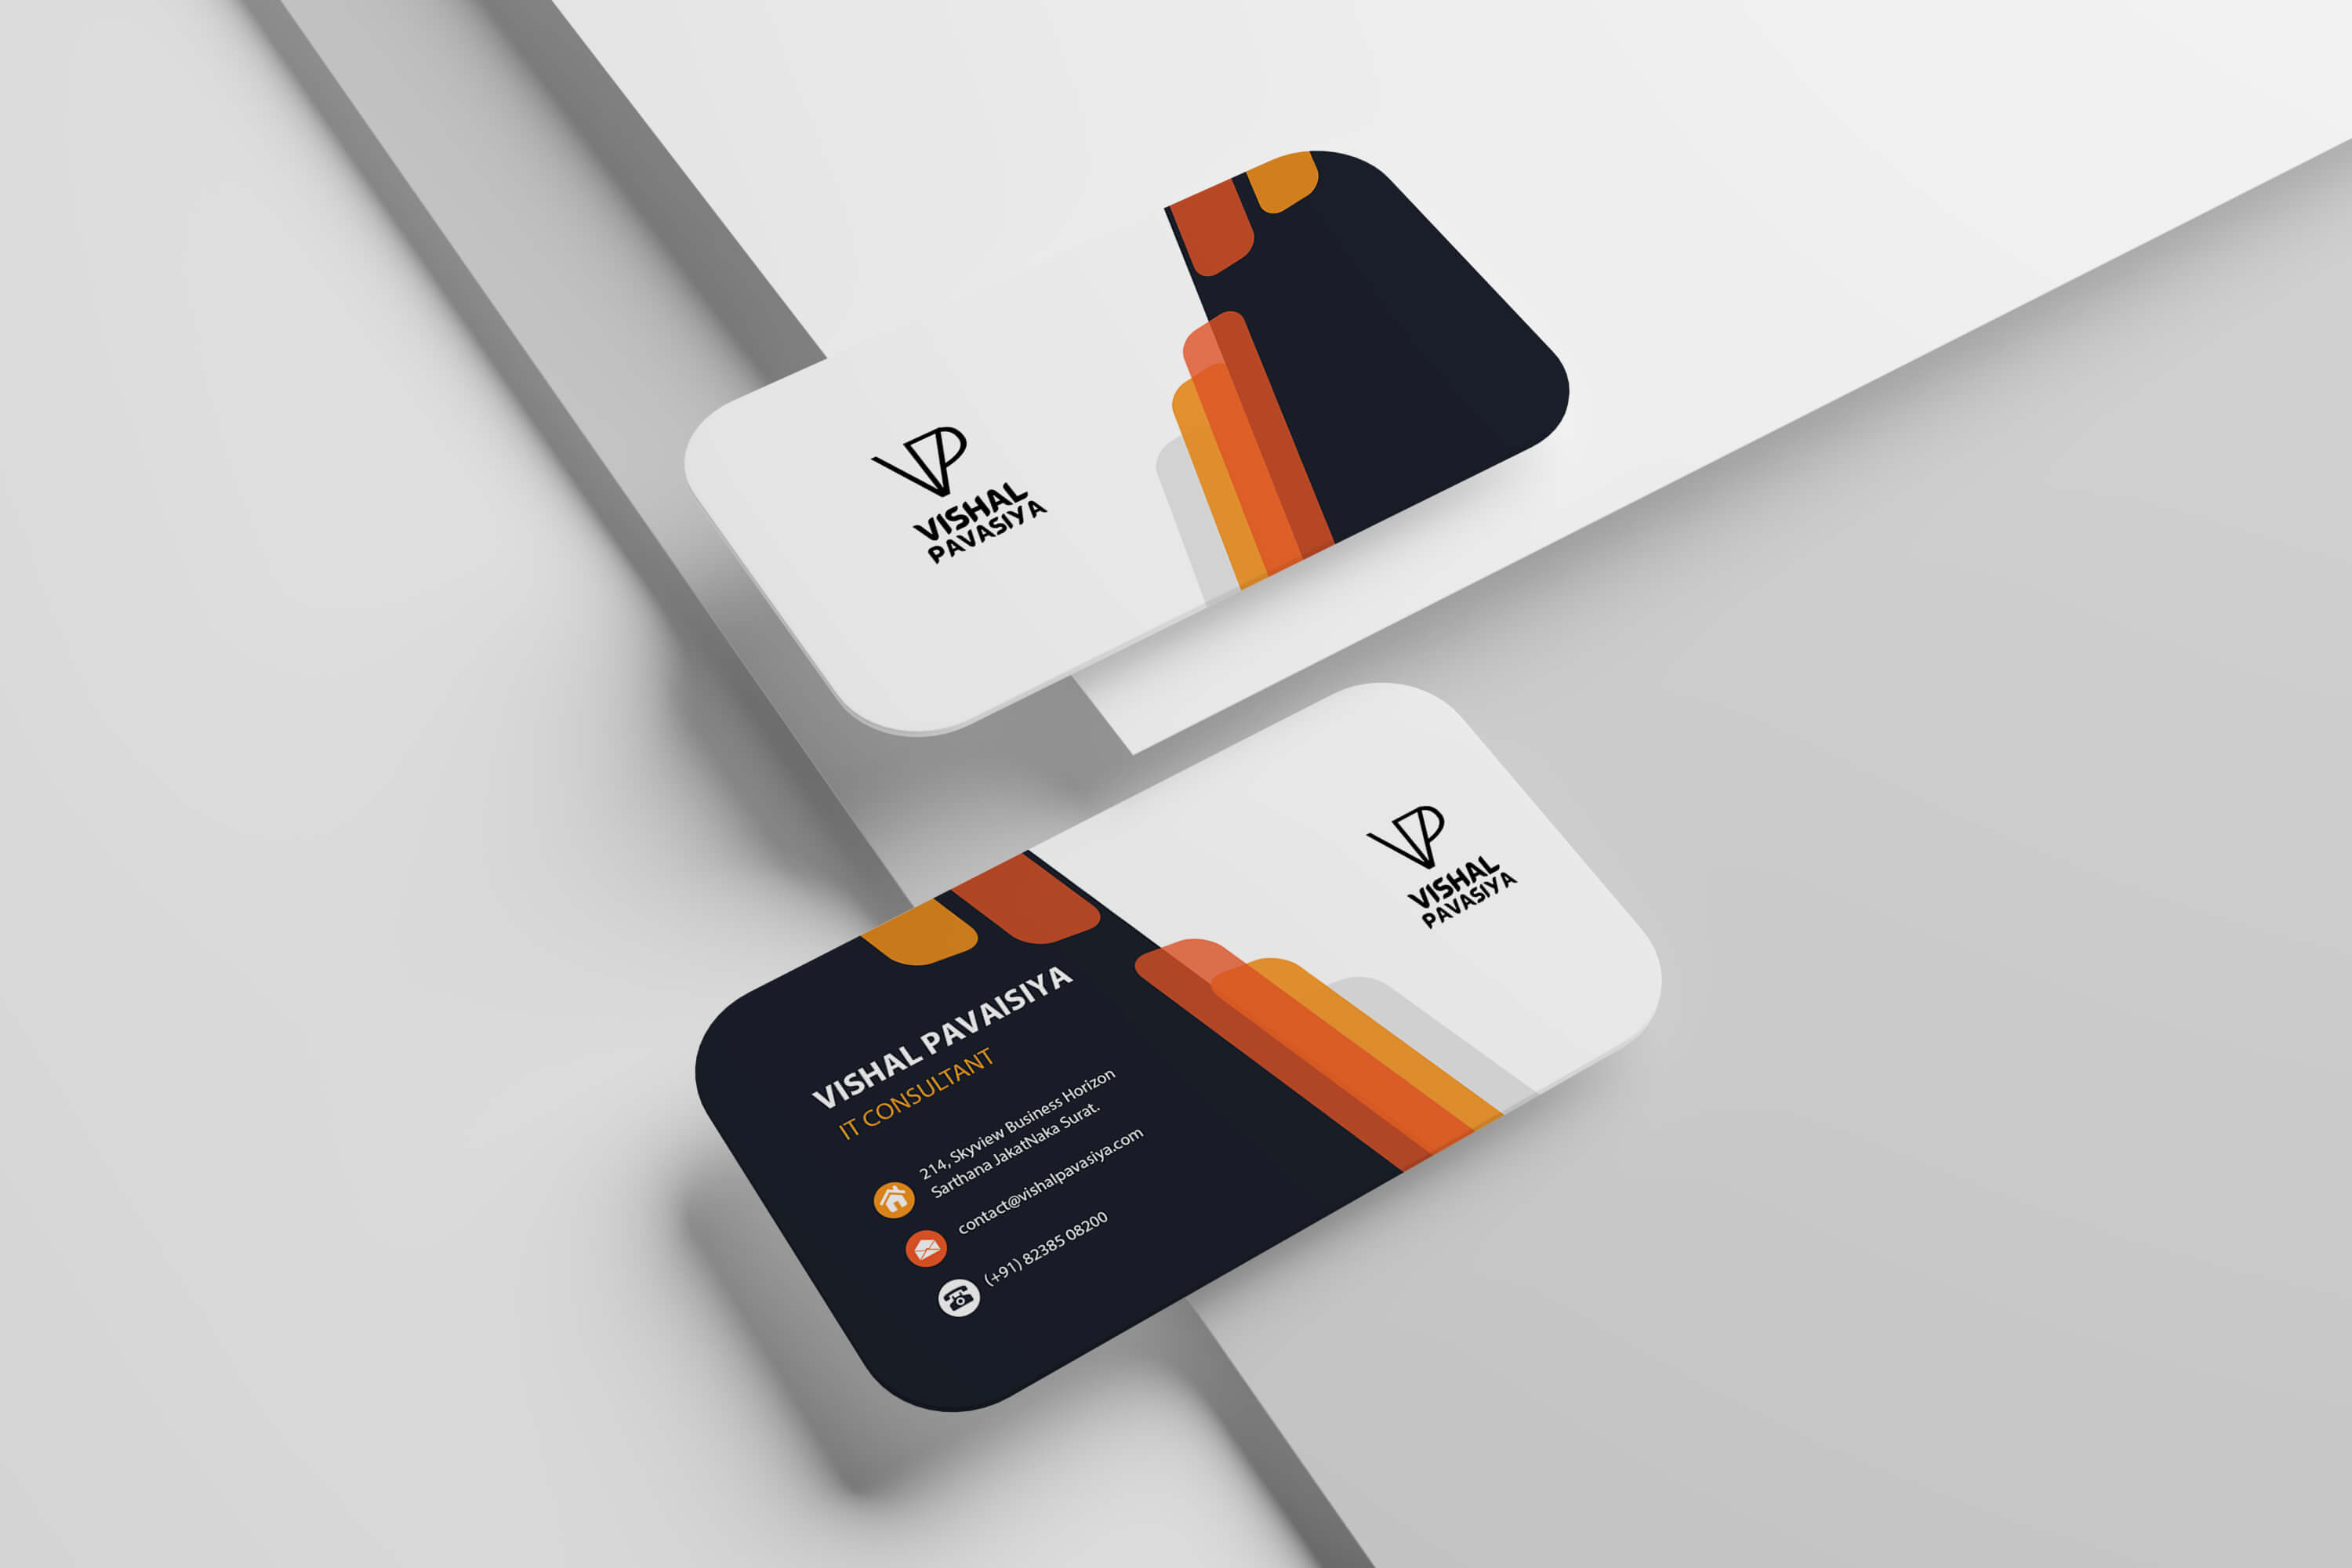 VP
VISHAL
PAVASIYA
VP
VISHAL
PAVASIYA
VISHAL PAVAISIYA
IT CONSULTANT
214, Skyview Business Horizon
Sarthana JakatNaka Surat.
contact@vishalpavasiya.com
(+91) 82385 08200